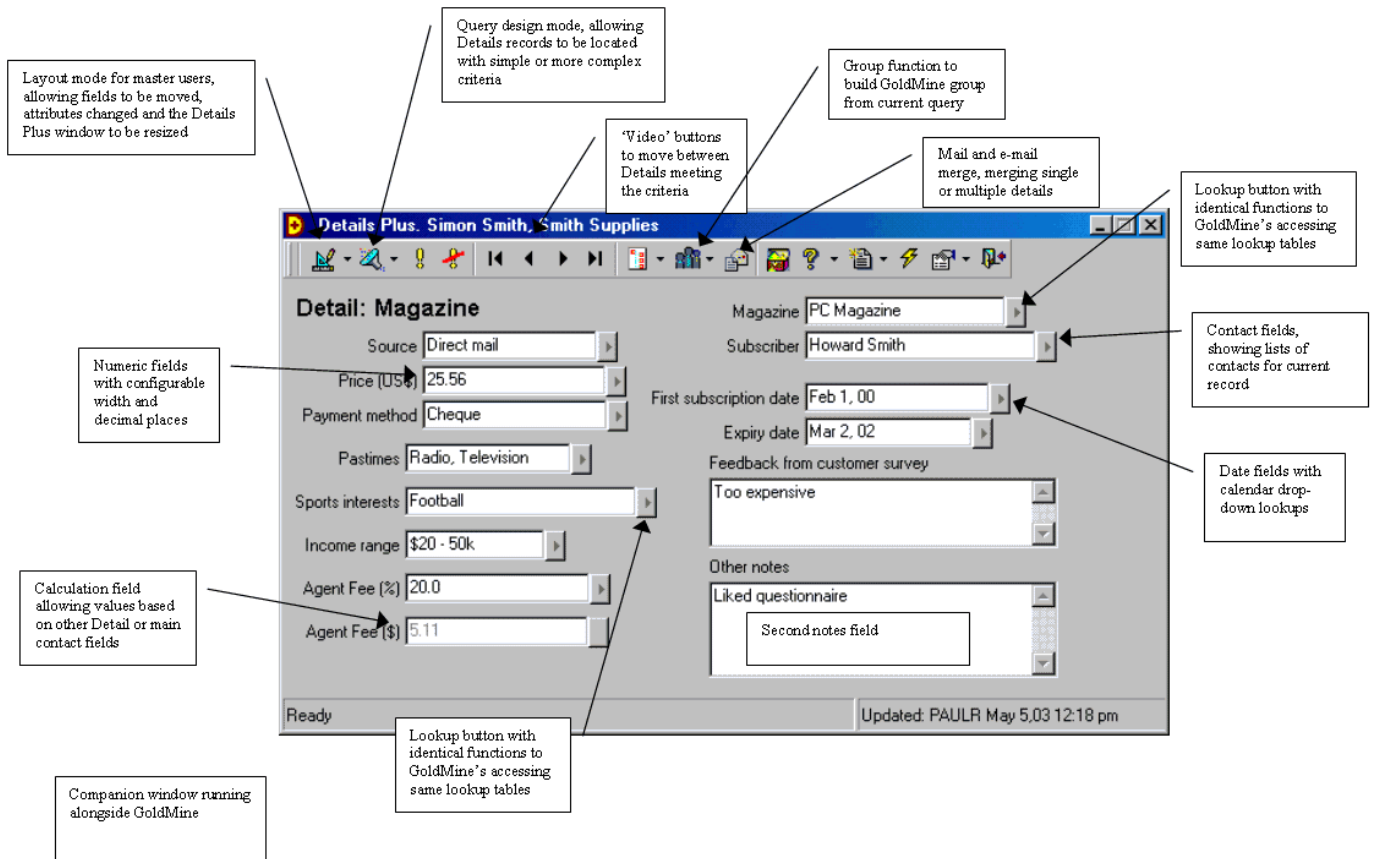 Query design mode, allowing
Details records to be located
with simple or more complex
criteria
Layout mode for master users,
allowing fields to be moved,
attributes changed and the Details
Plus window to be resized
Group function to
build GoldMine group
from current query
'Video' buttons
to move between
Details meeting
the criteria
Mail and e-mail
merge, merging single
or multiple details
Lookup button with
identical functions to
GoldMine's accessing
same lookup tables
Details Plus. Simon Smith, Smith Supplies
Detail: Magazine
Magazine PC Magazine
Source Direct mail
Subscriber Howard Smith
Contact fields,
showing lists of
contacts for current
record
Numeric fields
with configurable
width and
decimal places
Price (US$) 25.56
First subscription date Feb 1, 00
Payment method Cheque
Expiry date Mar 2, 02
Pastimes Radio, Television
Feedback from customer survey
Too expensive
Date fields with
calendar drop-
down lookups
Sports interests Football
Income range $20 - 50k
Other notes
Liked questionnaire
Second notes field
Agent Fee (%) 20.0
Calculation field
allowing values based
on other Detail or main
contact fields
Agent Fee ($) 5.11
Ready
Updated: PAULR May 5,03 12:18 pm
Lookup button with
identical functions to
GoldMine's accessing
same lookup tables
Companion window running
alongside GoldMine